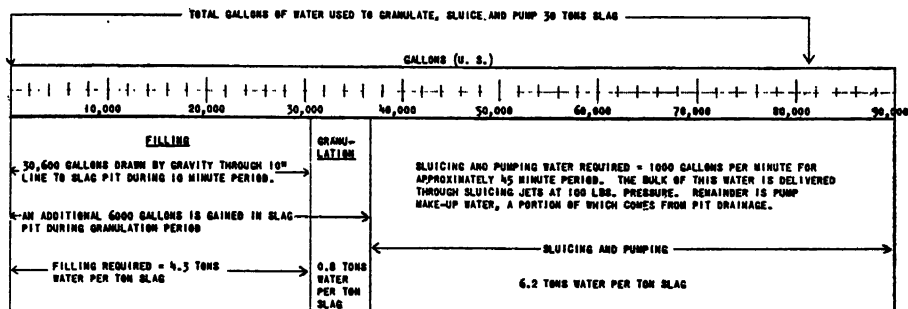 TOTAL GALLONS OF WATER USED TO GRANULATE, SLUICE AND PUMP 30 TONS SLAG
GALLONS (U. S.)
10,000 20,000 30,000 40,000 50,000 60,000 70,000 80,000 90,000
FILLING
30,600 GALLONS DRAWN BY GRAVITY THROUGH 10"
LINE TO SLAG PIT DURING 10 MINUTE PERIOD.
GRANU-
LATION
SLUICING AND PUMPING WATER REQUIRED = 1000 GALLONS PER MINUTE FOR
APPROXIMATELY 45 MINUTE PERIOD. THE BULK OF THIS WATER IS DELIVERED
THROUGH SLUICING JETS AT 100 LBS. PRESSURE. REMAINDER IS PUMP
MAKE-UP WATER, A PORTION OF WHICH COMES FROM PIT DRAINAGE.
AN ADDITIONAL 6000 GALLONS IS GAINED IN SLAG
PIT DURING GRANULATION PERIOD
SLUICING AND PUMPING
FILLING REQUIRED = 4.3 TONS
WATER PER TON SLAG
0.8 TONS
WATER
PER TON
SLAG
6.2 TONS WATER PER TON SLAG